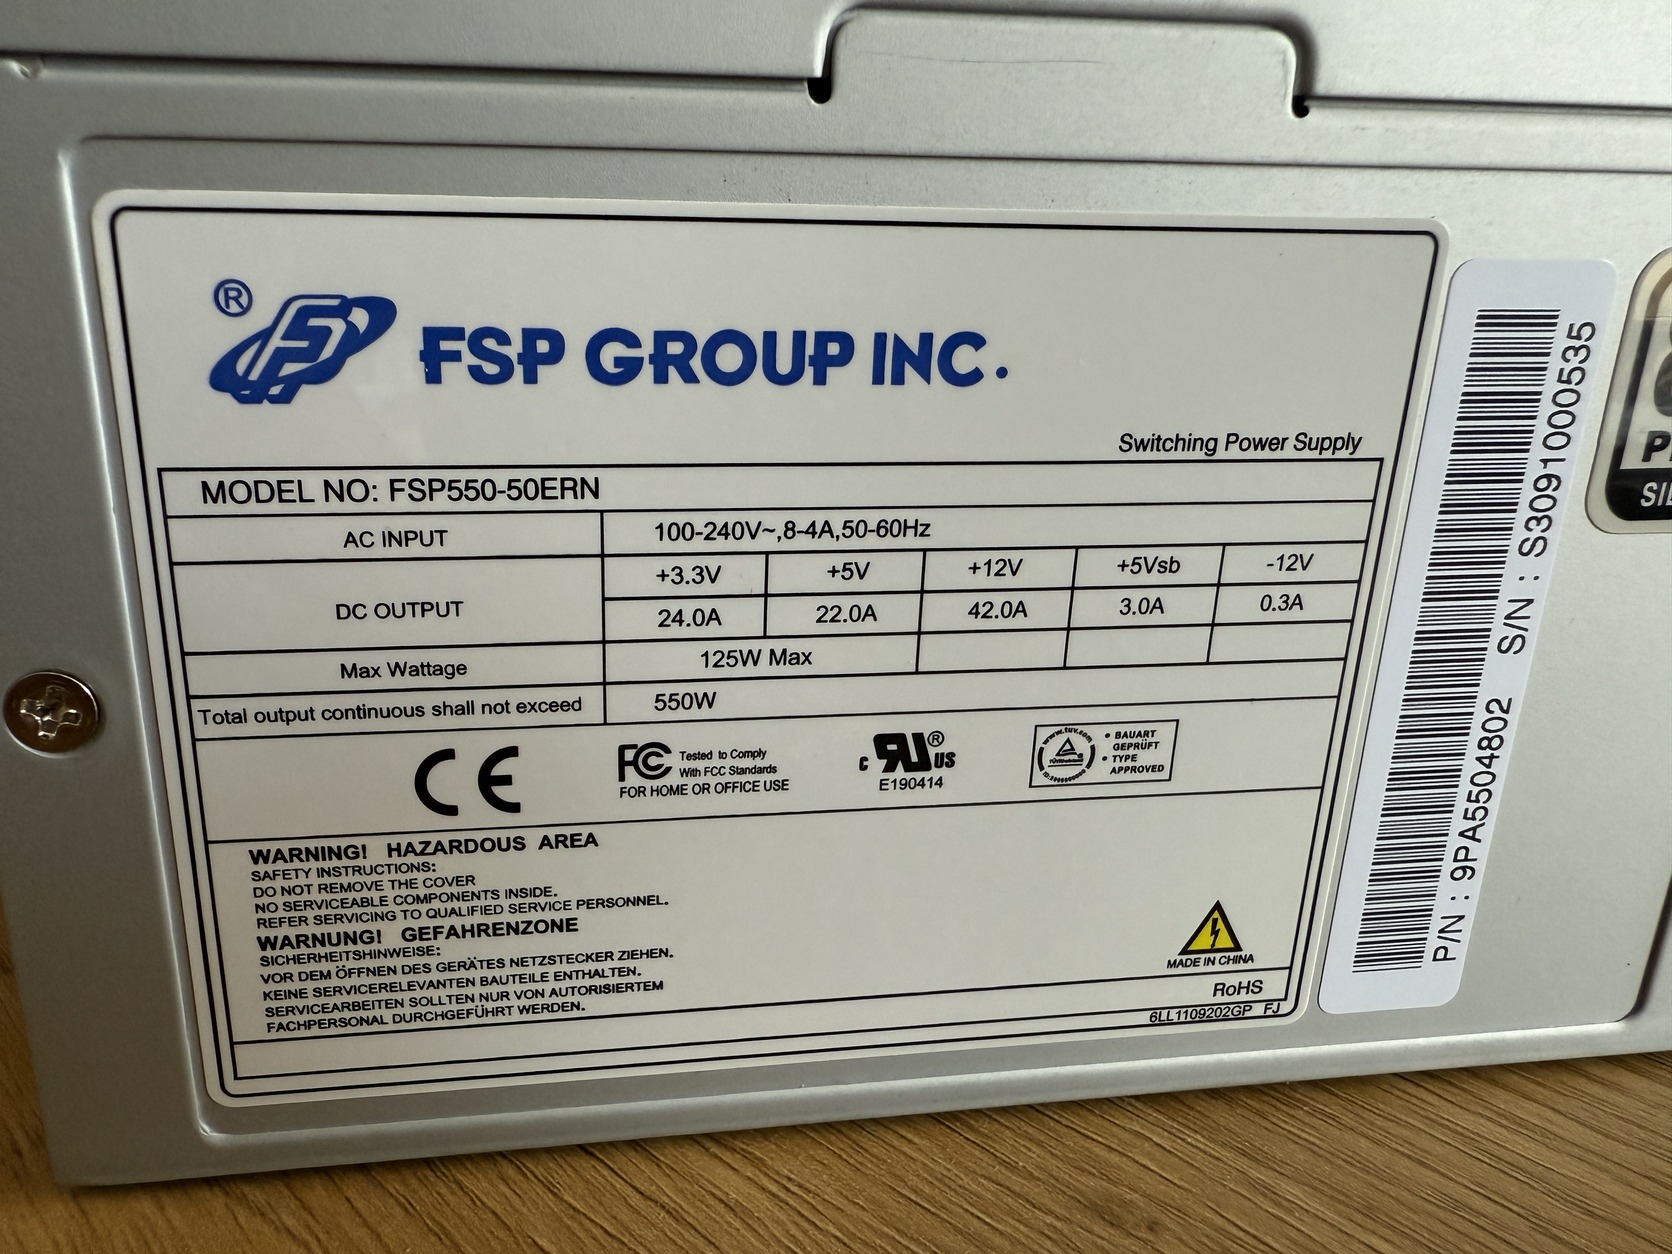 ®
FSP GROUP INC.
Switching Power Supply
MODEL NO: FSP550-50ERN
AC INPUT 100-240V~,8-4A,50-60Hz
DC OUTPUT +3.3V +5V +12V +5Vsb -12V
24.0A 22.0A 42.0A 3.0A 0.3A
Max Wattage 125W Max
Total output continuous shall not exceed 550W
CE
FC Tested to Comply
With FCC Standards
FOR HOME OR OFFICE USE
c RU ® US
E190414
www.tuv.com
TÜVRheinland
• BAUART
GEPRÜFT
• TYPE
APPROVED
WARNING! HAZARDOUS AREA
SAFETY INSTRUCTIONS:
DO NOT REMOVE THE COVER
NO SERVICEABLE COMPONENTS INSIDE.
REFER SERVICING TO QUALIFIED SERVICE PERSONNEL.
WARNUNG! GEFAHRENZONE
SICHERHEITSHINWEISE:
VOR DEM ÖFFNEN DES GERÄTES NETZSTECKER ZIEHEN.
KEINE SERVICERELEVANTEN BAUTEILE ENTHALTEN.
SERVICEARBEITEN SOLLTEN NUR VON AUTORISIERTEM
FACHPERSONAL DURCHGEFÜHRT WERDEN.
MADE IN CHINA
RoHS
6LL1109202GP FJ
P/N : 9PA5504802 S/N : S3091000535